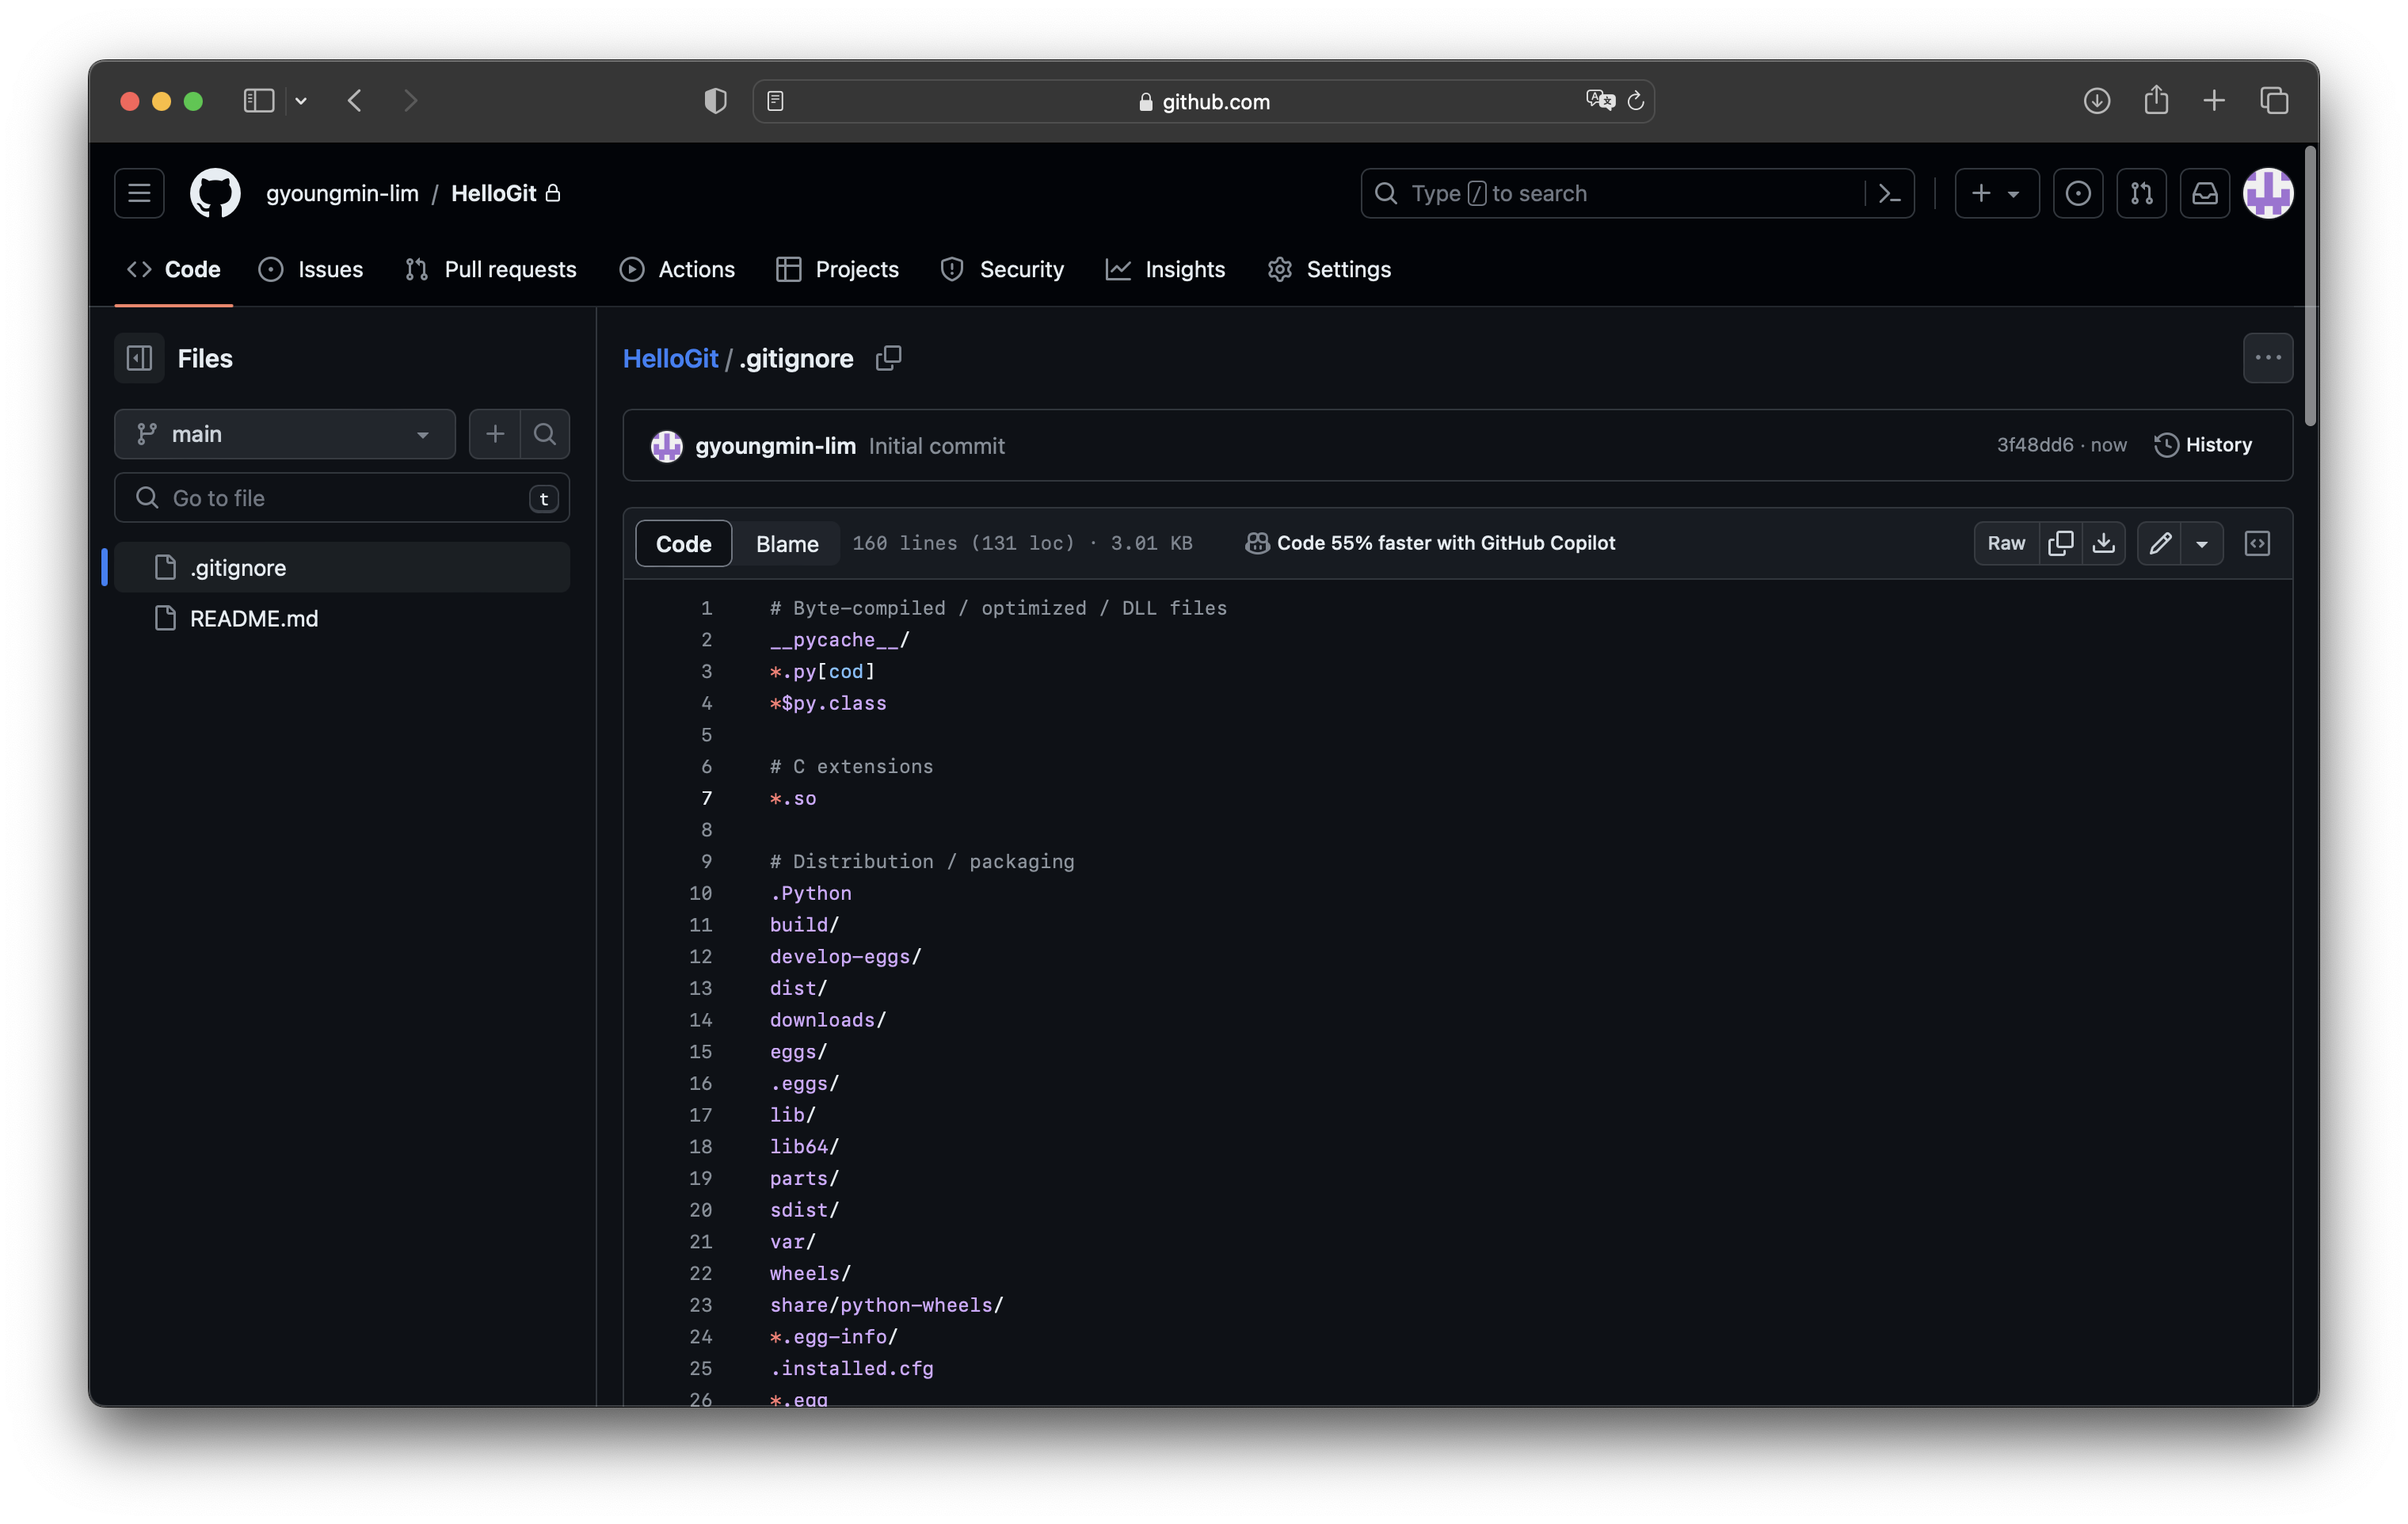 github.com
gyoungmin-lim / HelloGit
Type / to search
Code Issues Pull requests Actions Projects Security Insights Settings
Files
main
Go to file t
.gitignore
README.md
HelloGit / .gitignore
gyoungmin-lim Initial commit 3f48dd6 · now History
Code Blame 160 lines (131 loc) · 3.01 KB Code 55% faster with GitHub Copilot Raw
1 # Byte-compiled / optimized / DLL files
2 __pycache__/
3 *.py[cod]
4 *$py.class
5
6 # C extensions
7 *.so
8
9 # Distribution / packaging
10 .Python
11 build/
12 develop-eggs/
13 dist/
14 downloads/
15 eggs/
16 .eggs/
17 lib/
18 lib64/
19 parts/
20 sdist/
21 var/
22 wheels/
23 share/python-wheels/
24 *.egg-info/
25 .installed.cfg
26 *.egg